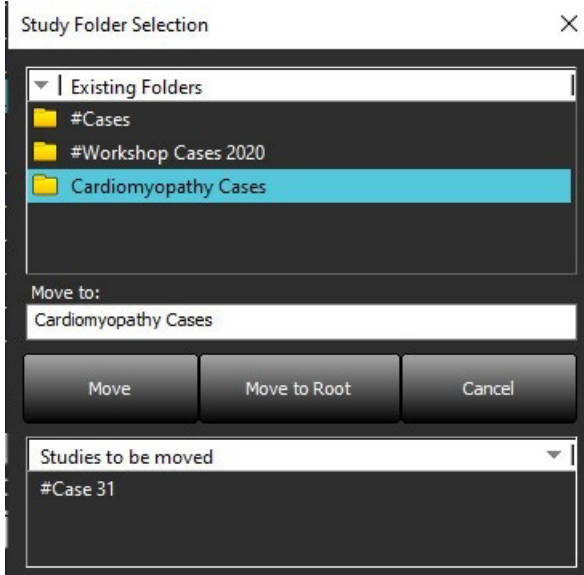 Study Folder Selection
Existing Folders
#Cases
#Workshop Cases 2020
Cardiomyopathy Cases
Move to:
Cardiomyopathy Cases
Move Move to Root Cancel
Studies to be moved
#Case 31